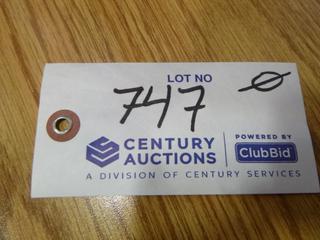 LOT NO
747 Ø
CENTURY
AUCTIONS
POWERED BY
ClubBid
A DIVISION OF CENTURY SERVICES